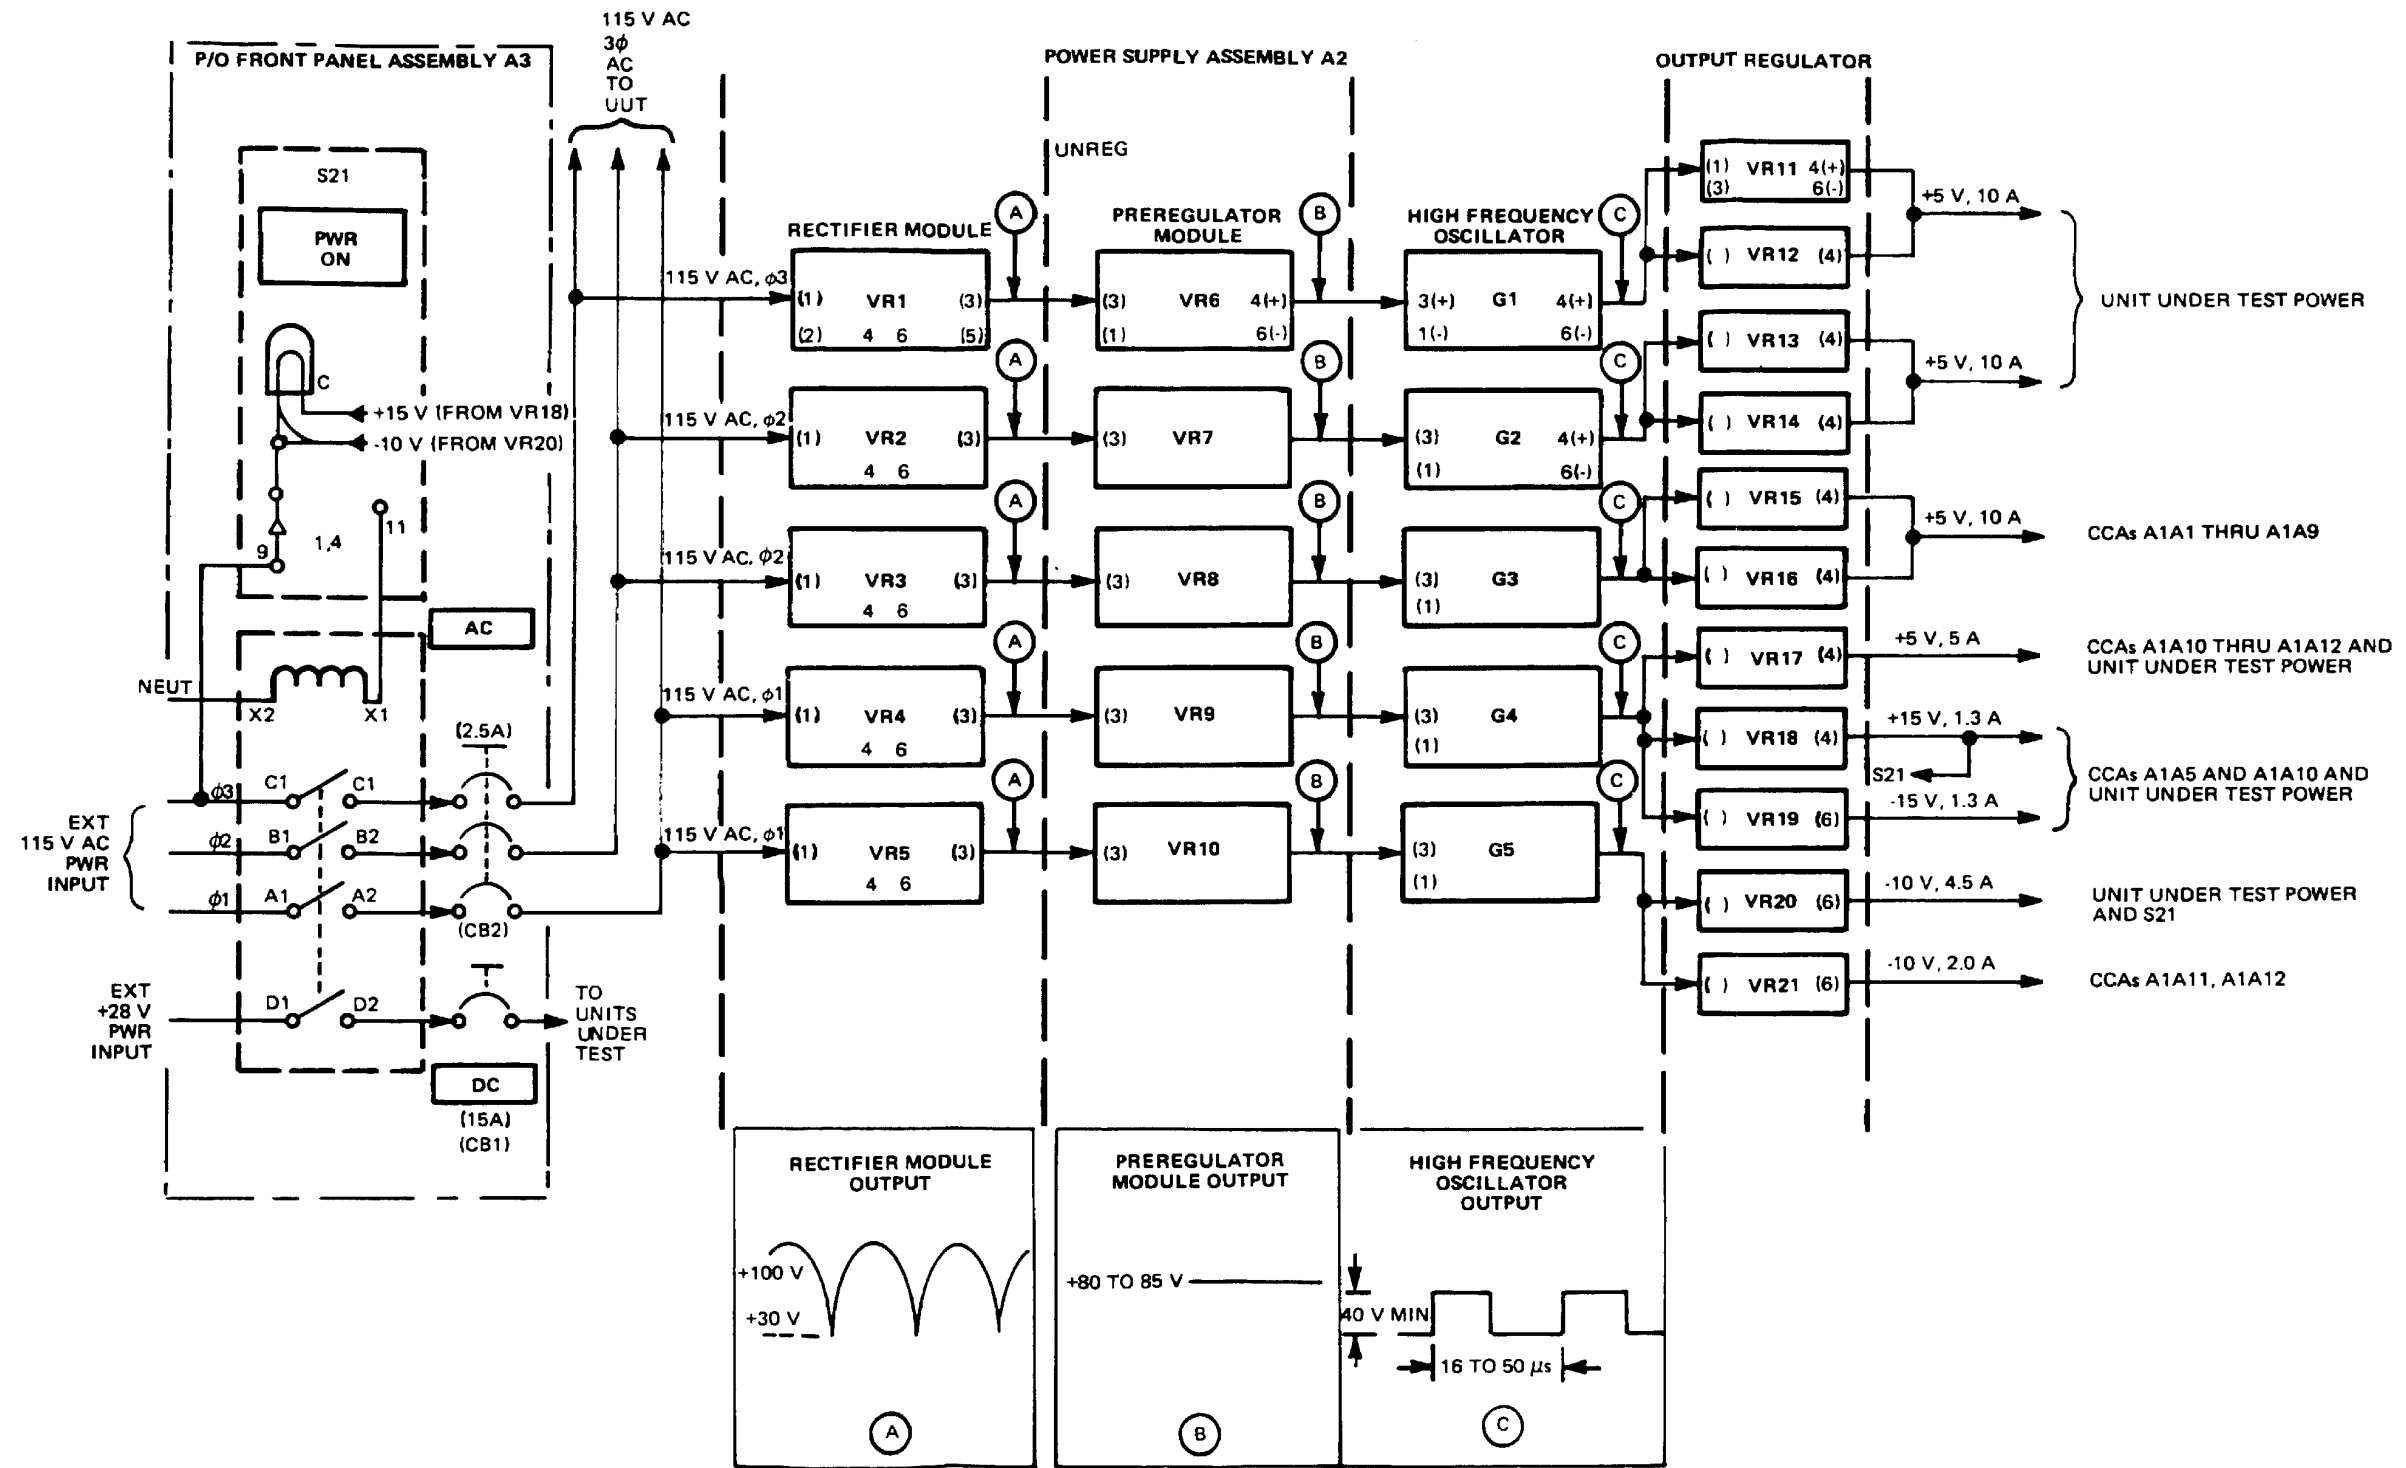 115 V AC
3ϕ
AC
TO
UUT
P/O FRONT PANEL ASSEMBLY A3
POWER SUPPLY ASSEMBLY A2
OUTPUT REGULATOR
S21
PWR
ON
C
+15 V (FROM VR18)
-10 V (FROM VR20)
11
1,4
9
AC
NEUT
X2
X1
(2.5A)
ϕ3
C1
C1
EXT
115 V AC
PWR
INPUT
ϕ2
B1
B2
ϕ1
A1
A2
(CB2)
EXT
+28 V
PWR
INPUT
D1
D2
TO
UNITS
UNDER
TEST
DC
(15A)
(CB1)
UNREG
RECTIFIER MODULE
A
PREREGULATOR
MODULE
B
HIGH FREQUENCY
OSCILLATOR
C
115 V AC, ϕ3
(1) VR1 (3)
(2) 4 6 (5)
(3) VR6 4(+)
(1) 6(-)
3(+) G1 4(+)
1(-) 6(-)
A
B
C
115 V AC, ϕ2
(1) VR2 (3)
4 6
(3) VR7
(3) G2 4(+)
(1) 6(-)
A
B
C
115 V AC, ϕ2
(1) VR3 (3)
4 6
(3) VR8
(3) G3
(1)
A
B
C
115 V AC, ϕ1
(1) VR4 (3)
4 6
(3) VR9
(3) G4
(1)
A
B
C
115 V AC, ϕ1
(1) VR5 (3)
4 6
(3) VR10
(3) G5
(1)
(1) VR11 4(+)
(3) 6(-)
+5 V, 10 A
( ) VR12 (4)
UNIT UNDER TEST POWER
( ) VR13 (4)
+5 V, 10 A
( ) VR14 (4)
( ) VR15 (4)
+5 V, 10 A
CCAs A1A1 THRU A1A9
( ) VR16 (4)
( ) VR17 (4)
+5 V, 5 A
CCAs A1A10 THRU A1A12 AND
UNIT UNDER TEST POWER
( ) VR18 (4)
+15 V, 1.3 A
S21
CCAs A1A5 AND A1A10 AND
UNIT UNDER TEST POWER
-15 V, 1.3 A
( ) VR19 (6)
-10 V, 4.5 A
( ) VR20 (6)
UNIT UNDER TEST POWER
AND S21
-10 V, 2.0 A
( ) VR21 (6)
CCAs A1A11, A1A12
RECTIFIER MODULE
OUTPUT
+100 V
+30 V
A
PREREGULATOR
MODULE OUTPUT
+80 TO 85 V
B
HIGH FREQUENCY
OSCILLATOR
OUTPUT
40 V MIN
16 TO 50 µs
C